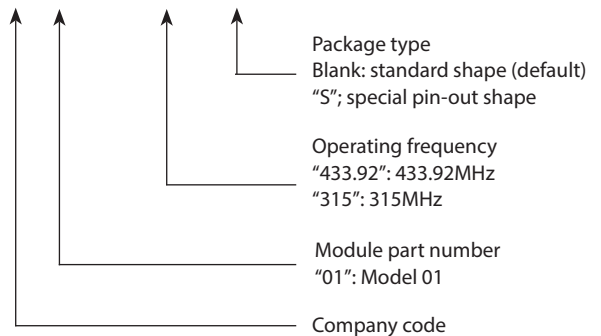 Package type
Blank: standard shape (default)
“S”; special pin-out shape
Operating frequency
“433.92”: 433.92MHz
“315”: 315MHz
Module part number
“01”: Model 01
Company code